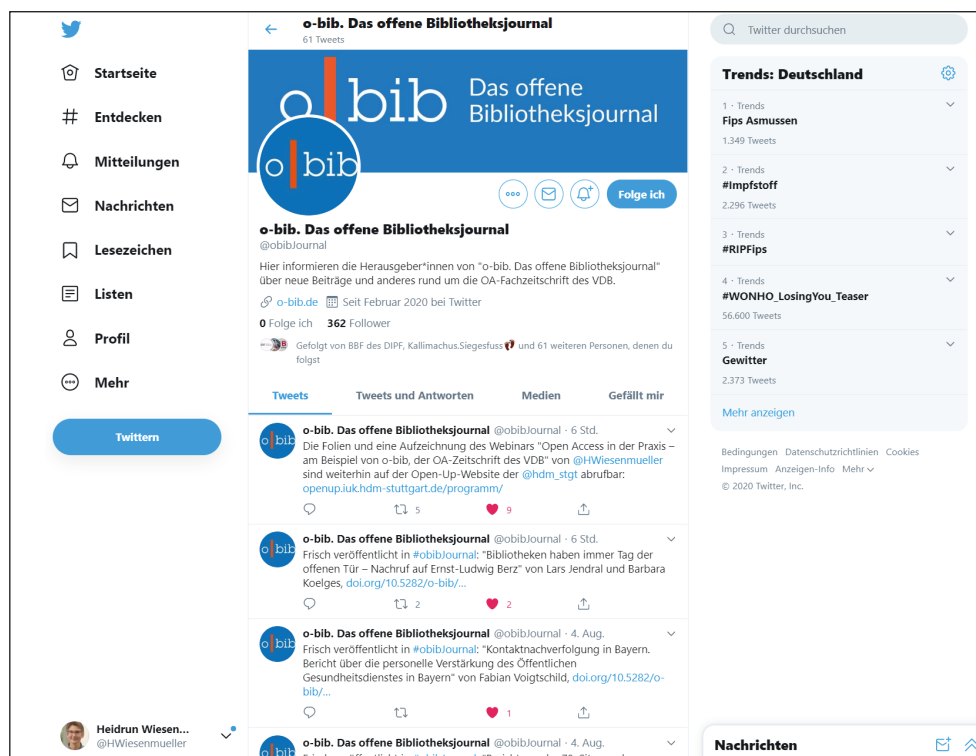 Startseite
Entdecken
Mitteilungen
Nachrichten
Lesezeichen
Listen
Profil
Mehr
Twittern
Heidrun Wiesen...
@HWiesenmueller
o-bib. Das offene Bibliotheksjournal
61 Tweets
o bib Das offene
Bibliotheksjournal
o bib
Folge ich
o-bib. Das offene Bibliotheksjournal
@obibJournal
Hier informieren die Herausgeber*innen von "o-bib. Das offene Bibliotheksjournal"
über neue Beiträge und anderes rund um die OA-Fachzeitschrift des VDB.
o-bib.de Seit Februar 2020 bei Twitter
0 Folge ich 362 Follower
Gefolgt von BBF des DIPF, Kallimachus.Siegesfuss und 61 weiteren Personen, denen du
folgst
Tweets Tweets und Antworten Medien Gefällt mir
o bib
o-bib. Das offene Bibliotheksjournal @obibJournal · 6 Std.
Die Folien und eine Aufzeichnung des Webinars "Open Access in der Praxis –
am Beispiel von o-bib, der OA-Zeitschrift des VDB" von @HWiesenmueller
sind weiterhin auf der Open-Up-Website der @hdm_stgt abrufbar:
openup.iuk.hdm-stuttgart.de/programm/
5 9
o bib
o-bib. Das offene Bibliotheksjournal @obibJournal · 6 Std.
Frisch veröffentlicht in #obibJournal: "Bibliotheken haben immer Tag der
offenen Tür – Nachruf auf Ernst-Ludwig Berz" von Lars Jendral und Barbara
Koelges, doi.org/10.5282/o-bib/...
2 2
o bib
o-bib. Das offene Bibliotheksjournal @obibJournal · 4. Aug.
Frisch veröffentlicht in #obibJournal: "Kontaktnachverfolgung in Bayern.
Bericht über die personelle Verstärkung des Öffentlichen
Gesundheitsdienstes in Bayern" von Fabian Voigtschild, doi.org/10.5282/o-
bib/...
1
o bib
o-bib. Das offene Bibliotheksjournal @obibJournal · 4. Aug.
Twitter durchsuchen
Trends: Deutschland
1 · Trends
Fips Asmussen
1.349 Tweets
2 · Trends
#Impfstoff
2.296 Tweets
3 · Trends
#RIPFips
4 · Trends
#WONHO_LosingYou_Teaser
56.600 Tweets
5 · Trends
Gewitter
2.373 Tweets
Mehr anzeigen
Bedingungen Datenschutzrichtlinien Cookies
Impressum Anzeigen-Info Mehr
© 2020 Twitter, Inc.
Nachrichten